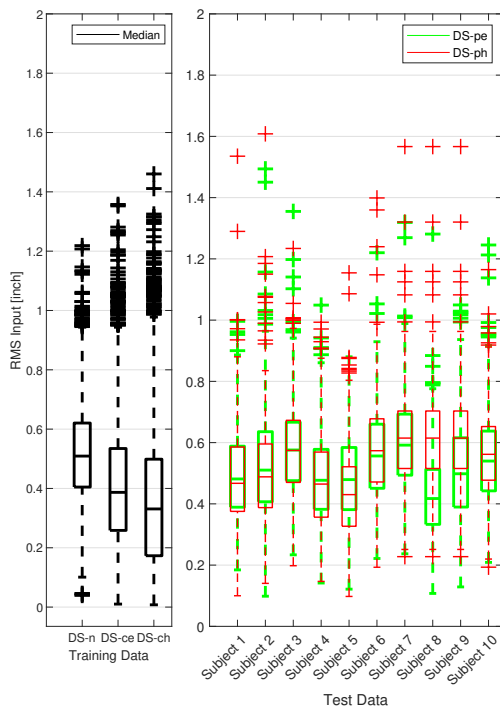 2
1.8
1.6
1.4
1.2
1
0.8
0.6
0.4
0.2
0
RMS Input [inch]
Median
DS-n DS-ce DS-ch
Training Data
2
1.8
1.6
1.4
1.2
1
0.8
0.6
0.4
0.2
0
DS-pe
DS-ph
Subject 1
Subject 2
Subject 3
Subject 4
Subject 5
Subject 6
Subject 7
Subject 8
Subject 9
Subject 10
Test Data